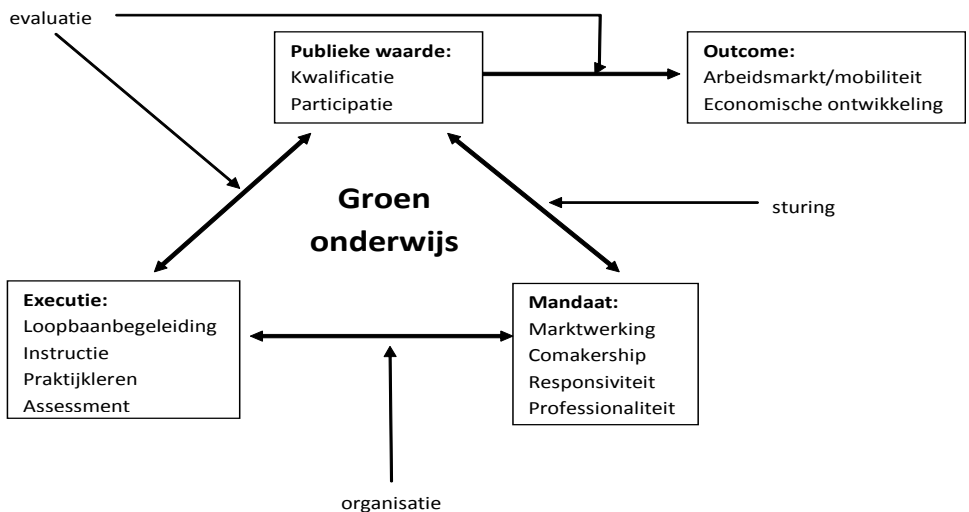 evaluatie
Publieke waarde:
Kwalificatie
Participatie
Outcome:
Arbeidsmarkt/mobiliteit
Economische ontwikkeling
Groen
onderwijs
sturing
Executie:
Loopbaanbegeleiding
Instructie
Praktijkleren
Assessment
Mandaat:
Marktwerking
Comakership
Responsiviteit
Professionaliteit
organisatie